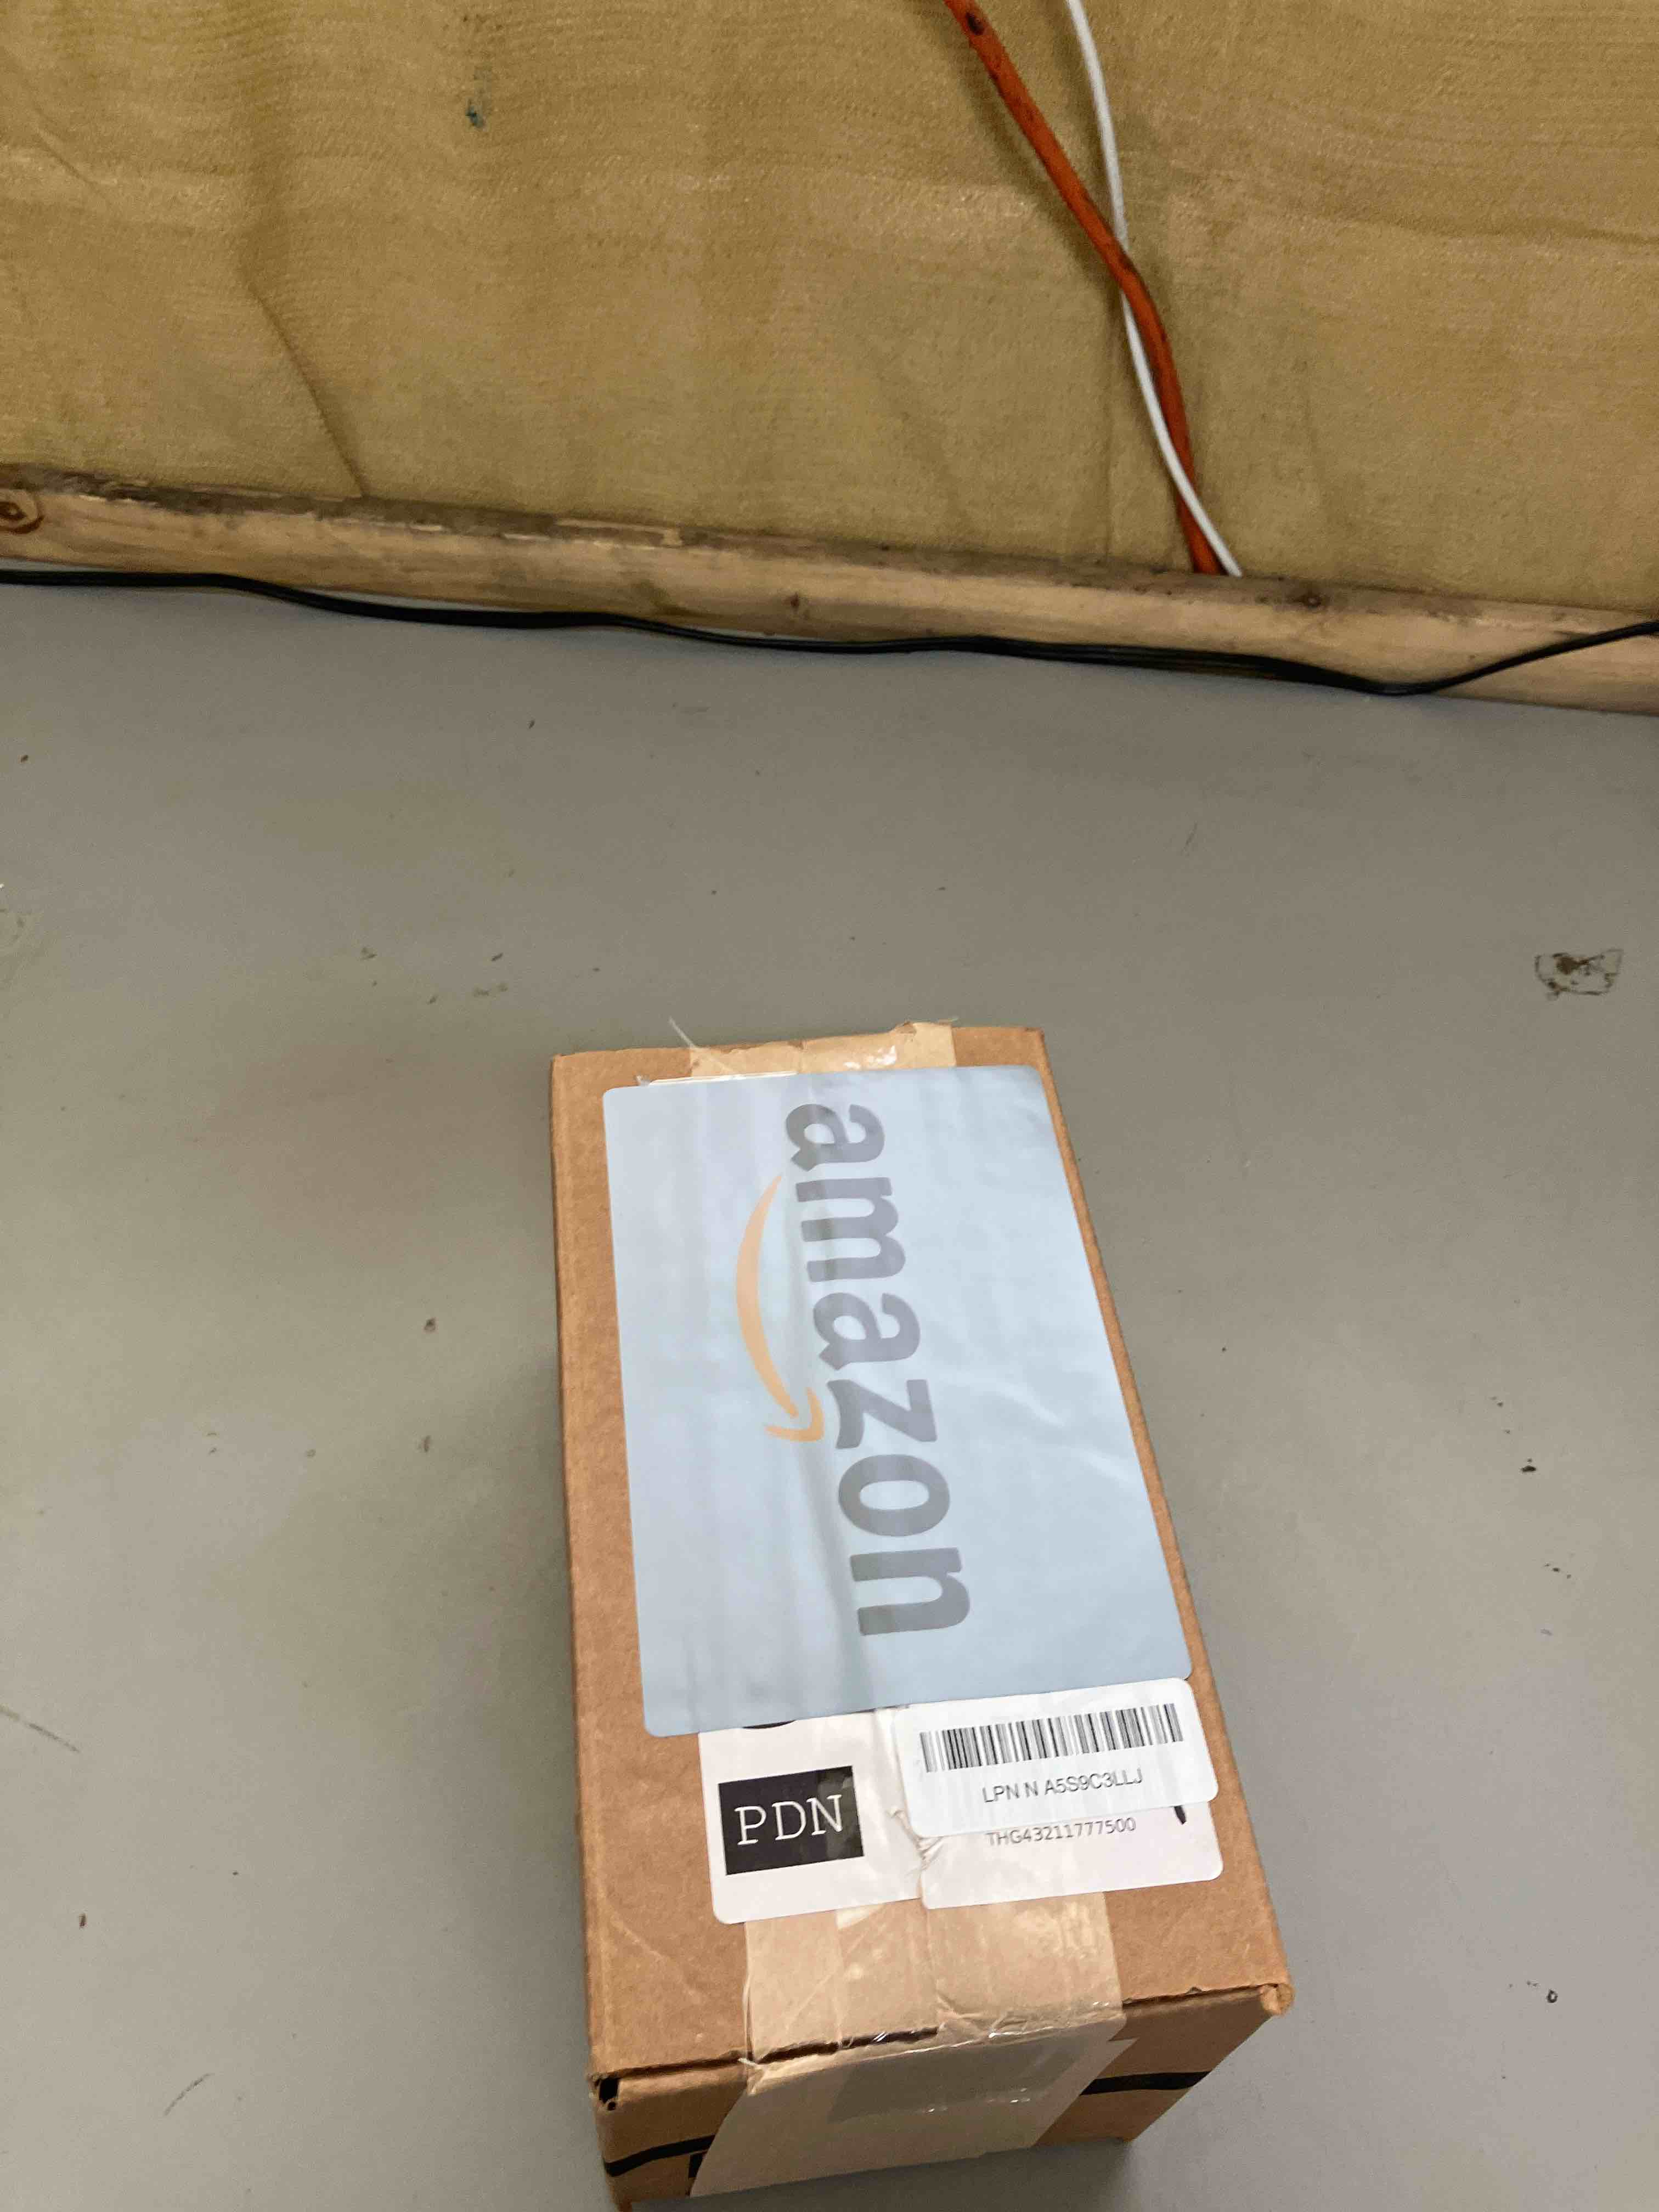 amazon
PDN
LPN N A5S9C3LLJ
THG43211777500